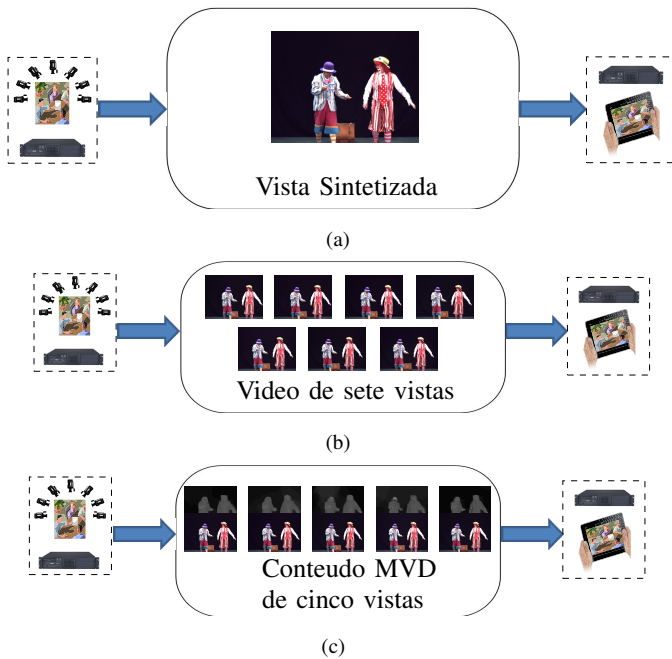 Vista Sintetizada
(a)
Video de sete vistas
(b)
Conteudo MVD
de cinco vistas
(c)